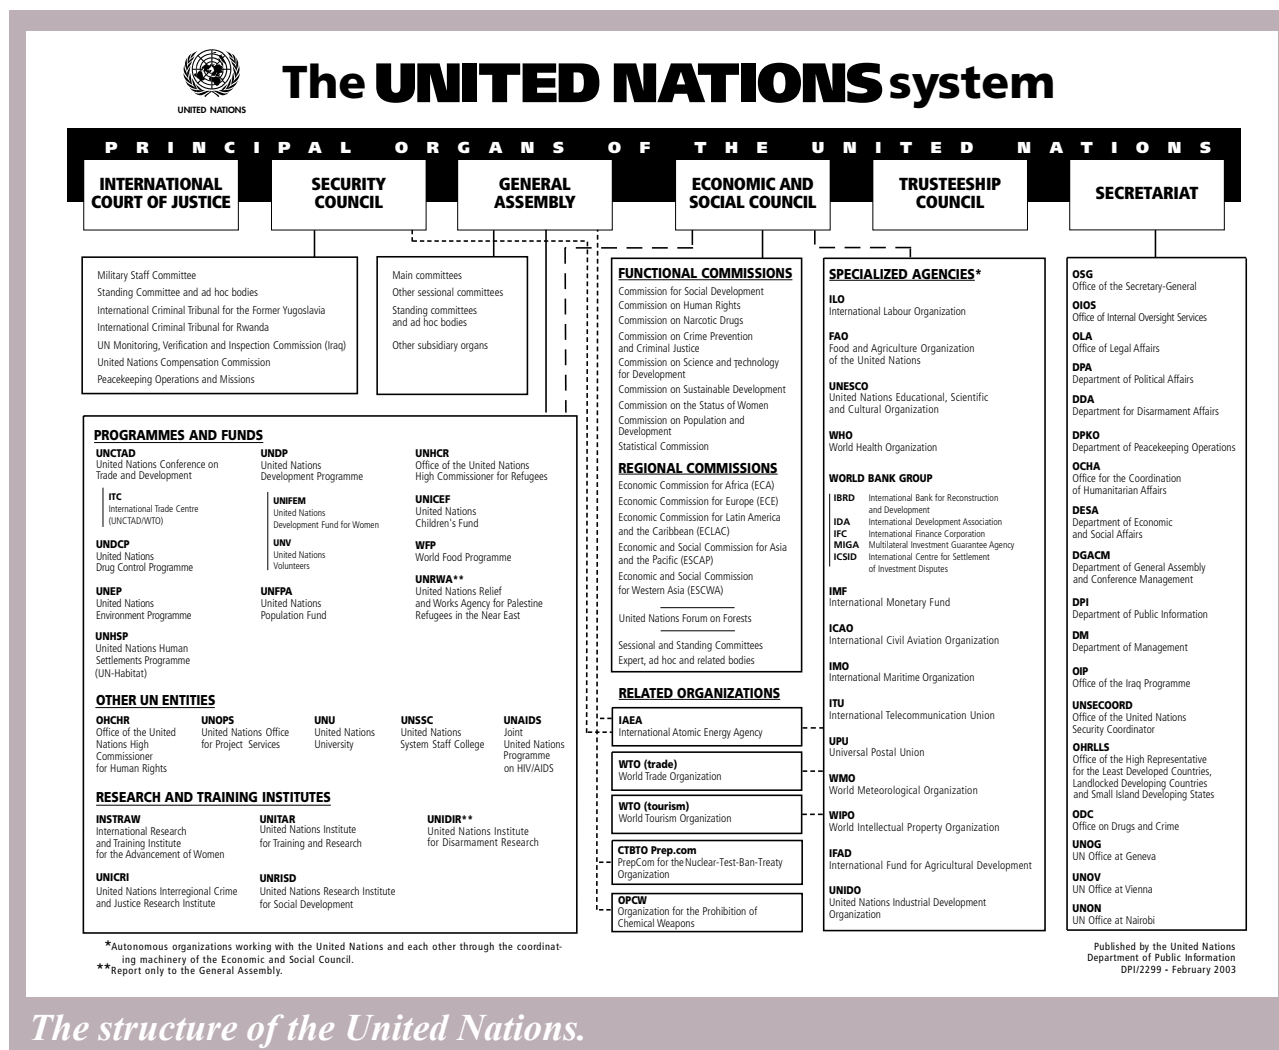 UNITED NATIONS
The UNITED NATIONS system
PRINCIPAL ORGANS OF THE UNITED NATIONS
INTERNATIONAL
COURT OF JUSTICE
SECURITY
COUNCIL
GENERAL
ASSEMBLY
ECONOMIC AND
SOCIAL COUNCIL
TRUSTEESHIP
COUNCIL
SECRETARIAT
Military Staff Committee
Standing Committee and ad hoc bodies
International Criminal Tribunal for the Former Yugoslavia
International Criminal Tribunal for Rwanda
UN Monitoring, Verification and Inspection Commission (Iraq)
United Nations Compensation Commission
Peacekeeping Operations and Missions
Main committees
Other sessional committees
Standing committees
and ad hoc bodies
Other subsidiary organs
PROGRAMMES AND FUNDS
UNCTAD
United Nations Conference on
Trade and Development
ITC
International Trade Centre
(UNCTAD/WTO)
UNDCP
United Nations
Drug Control Programme
UNEP
United Nations
Environment Programme
UNHSP
United Nations Human
Settlements Programme
(UN-Habitat)
UNDP
United Nations
Development Programme
UNIFEM
United Nations
Development Fund for Women
UNV
United Nations
Volunteers
UNFPA
United Nations
Population Fund
UNHCR
Office of the United Nations
High Commissioner for Refugees
UNICEF
United Nations
Children's Fund
WFP
World Food Programme
UNRWA**
United Nations Relief
and Works Agency for Palestine
Refugees in the Near East
OTHER UN ENTITIES
OHCHR
Office of the United
Nations High
Commissioner
for Human Rights
UNOPS
United Nations Office
for Project Services
UNU
United Nations
University
UNSSC
United Nations
System Staff College
UNAIDS
Joint
United Nations
Programme
on HIV/AIDS
RESEARCH AND TRAINING INSTITUTES
INSTRAW
International Research
and Training Institute
for the Advancement of Women
UNICRI
United Nations Interregional Crime
and Justice Research Institute
UNITAR
United Nations Institute
for Training and Research
UNRISD
United Nations Research Institute
for Social Development
UNIDIR**
United Nations Institute
for Disarmament Research
FUNCTIONAL COMMISSIONS
Commission for Social Development
Commission on Human Rights
Commission on Narcotic Drugs
Commission on Crime Prevention
and Criminal Justice
Commission on Science and Technology
for Development
Commission on Sustainable Development
Commission on the Status of Women
Commission on Population and
Development
Statistical Commission
REGIONAL COMMISSIONS
Economic Commission for Africa (ECA)
Economic Commission for Europe (ECE)
Economic Commission for Latin America
and the Caribbean (ECLAC)
Economic and Social Commission for Asia
and the Pacific (ESCAP)
Economic and Social Commission
for Western Asia (ESCWA)
United Nations Forum on Forests
Sessional and Standing Committees
Expert, ad hoc and related bodies
RELATED ORGANIZATIONS
IAEA
International Atomic Energy Agency
WTO (trade)
World Trade Organization
WTO (tourism)
World Tourism Organization
CTBTO Prep.com
PrepCom for the Nuclear-Test-Ban-Treaty
Organization
OPCW
Organization for the Prohibition of
Chemical Weapons
SPECIALIZED AGENCIES*
ILO
International Labour Organization
FAO
Food and Agriculture Organization
of the United Nations
UNESCO
United Nations Educational, Scientific
and Cultural Organization
WHO
World Health Organization
WORLD BANK GROUP
IBRD International Bank for Reconstruction
and Development
IDA International Development Association
IFC International Finance Corporation
MIGA Multilateral Investment Guarantee Agency
ICSID International Centre for Settlement
of Investment Disputes
IMF
International Monetary Fund
ICAO
International Civil Aviation Organization
IMO
International Maritime Organization
ITU
International Telecommunication Union
UPU
Universal Postal Union
WMO
World Meteorological Organization
WIPO
World Intellectual Property Organization
IFAD
International Fund for Agricultural Development
UNIDO
United Nations Industrial Development
Organization
OSG
Office of the Secretary-General
OIOS
Office of Internal Oversight Services
OLA
Office of Legal Affairs
DPA
Department of Political Affairs
DDA
Department for Disarmament Affairs
DPKO
Department of Peacekeeping Operations
OCHA
Office for the Coordination
of Humanitarian Affairs
DESA
Department of Economic
and Social Affairs
DGACM
Department of General Assembly
and Conference Management
DPI
Department of Public Information
DM
Department of Management
OIP
Office of the Iraq Programme
UNSECOORD
Office of the United Nations
Security Coordinator
OHRLLS
Office of the High Representative
for the Least Developed Countries,
Landlocked Developing Countries
and Small Island Developing States
ODC
Office on Drugs and Crime
UNOG
UN Office at Geneva
UNOV
UN Office at Vienna
UNON
UN Office at Nairobi
*Autonomous organizations working with the United Nations and each other through the coordinat-
ing machinery of the Economic and Social Council.
**Report only to the General Assembly.
Published by the United Nations
Department of Public Information
DPI/2299 - February 2003
The structure of the United Nations.